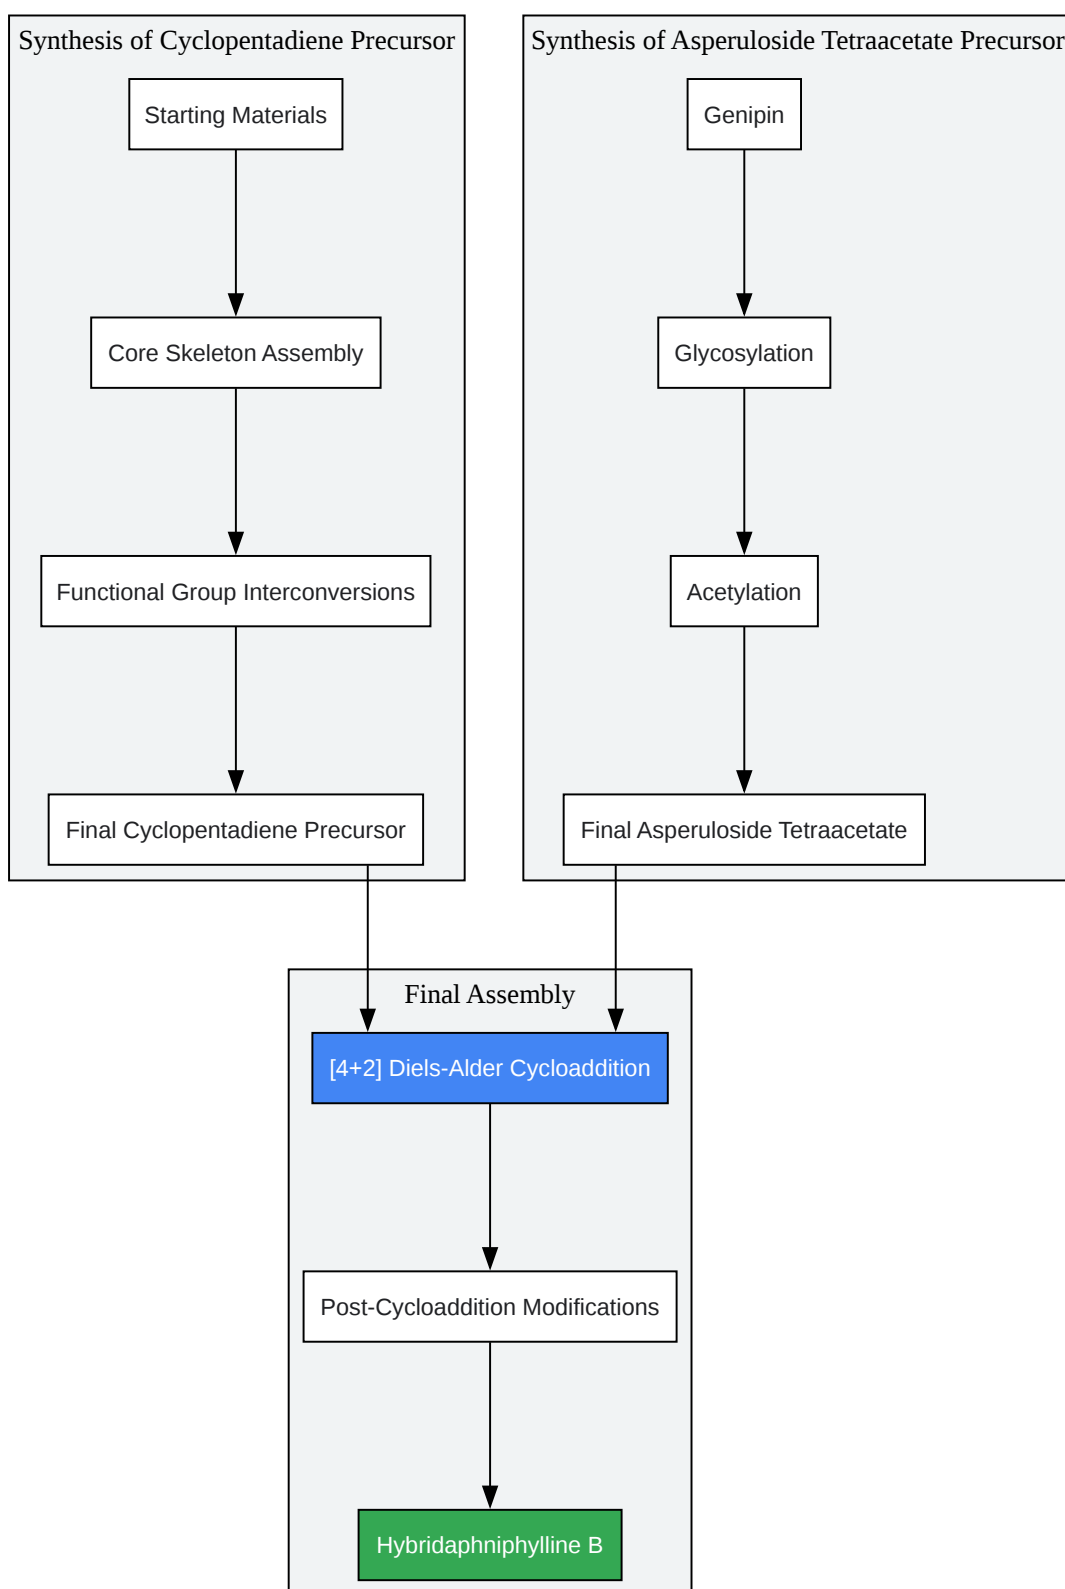 Synthesis of Cyclopentadiene Precursor
Starting Materials
Core Skeleton Assembly
Functional Group Interconversions
Final Cyclopentadiene Precursor
Synthesis of Asperuloside Tetraacetate Precursor
Genipin
Glycosylation
Acetylation
Final Asperuloside Tetraacetate
Final Assembly
[4+2] Diels-Alder Cycloaddition
Post-Cycloaddition Modifications
Hybridaphniphylline B